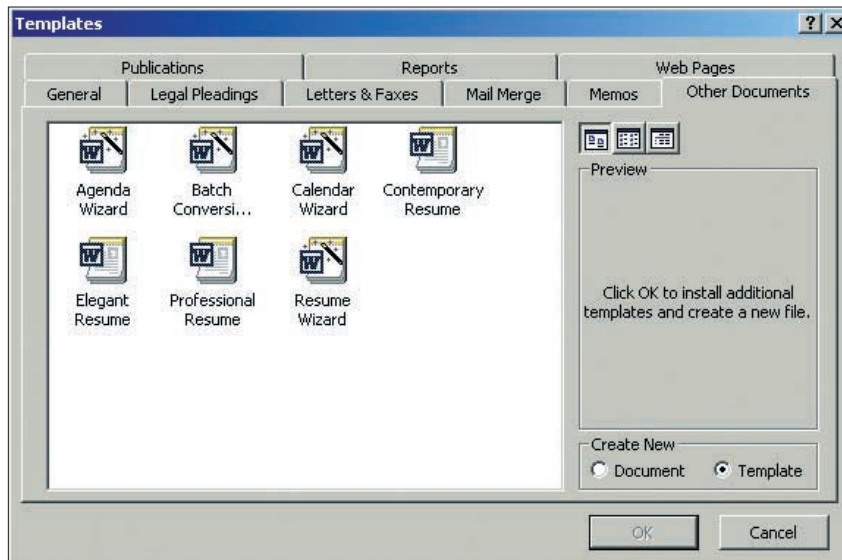 Templates
Publications
Reports
Web Pages
General
Legal Pleadings
Letters & Faxes
Mail Merge
Memos
Other Documents
Agenda
Wizard
Batch
Conversi...
Calendar
Wizard
Contemporary
Resume
Elegant
Resume
Professional
Resume
Resume
Wizard
Preview
Click OK to install additional
templates and create a new file.
Create New
Document
Template
OK
Cancel